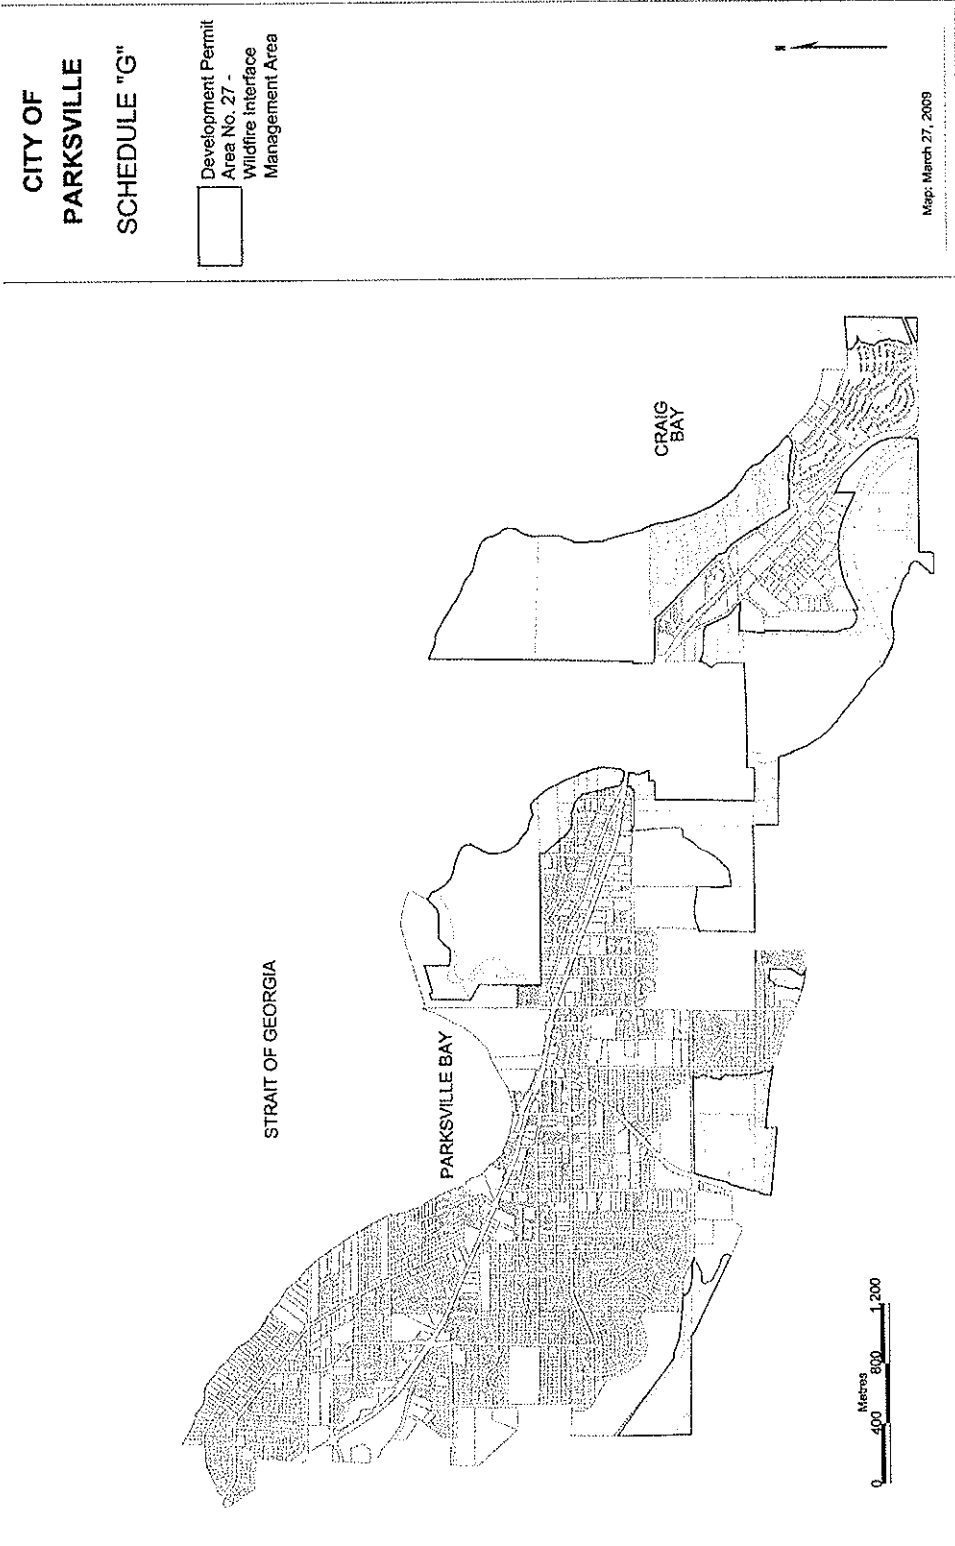 CITY OF
PARKSVILLE
SCHEDULE "G"
Development Permit
Area No. 27 -
Wildfire Interface
Management Area
STRAIT OF GEORGIA
PARKSVILLE BAY
CRAIG
BAY
Metres
0 400 800 1,200
Map: March 27, 2009